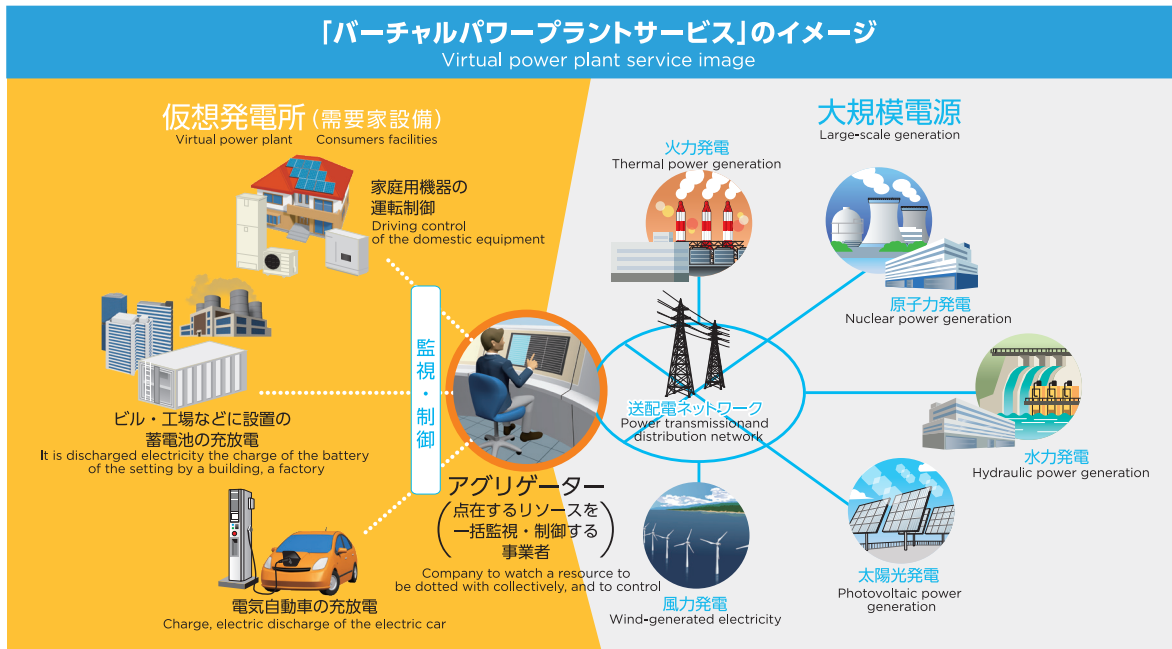 「バーチャルパワープラントサービス」のイメージ
Virtual power plant service image
仮想発電所（需要家設備）
Virtual power plant Consumers facilities
家庭用機器の
運転制御
Driving control
of the domestic equipment
ビル・工場などに設置の
蓄電池の充放電
It is discharged electricity the charge of the battery
of the setting by a building, a factory
電気自動車の充放電
Charge, electric discharge of the electric car
監視・制御
アグリゲーター
（点在するリソースを
一括監視・制御する
事業者）
Company to watch a resource to
be dotted with collectively, and to control
大規模電源
Large-scale generation
火力発電
Thermal power generation
原子力発電
Nuclear power generation
送配電ネットワーク
Power transmissionand
distribution network
水力発電
Hydraulic power generation
太陽光発電
Photovoltaic power
generation
風力発電
Wind-generated electricity